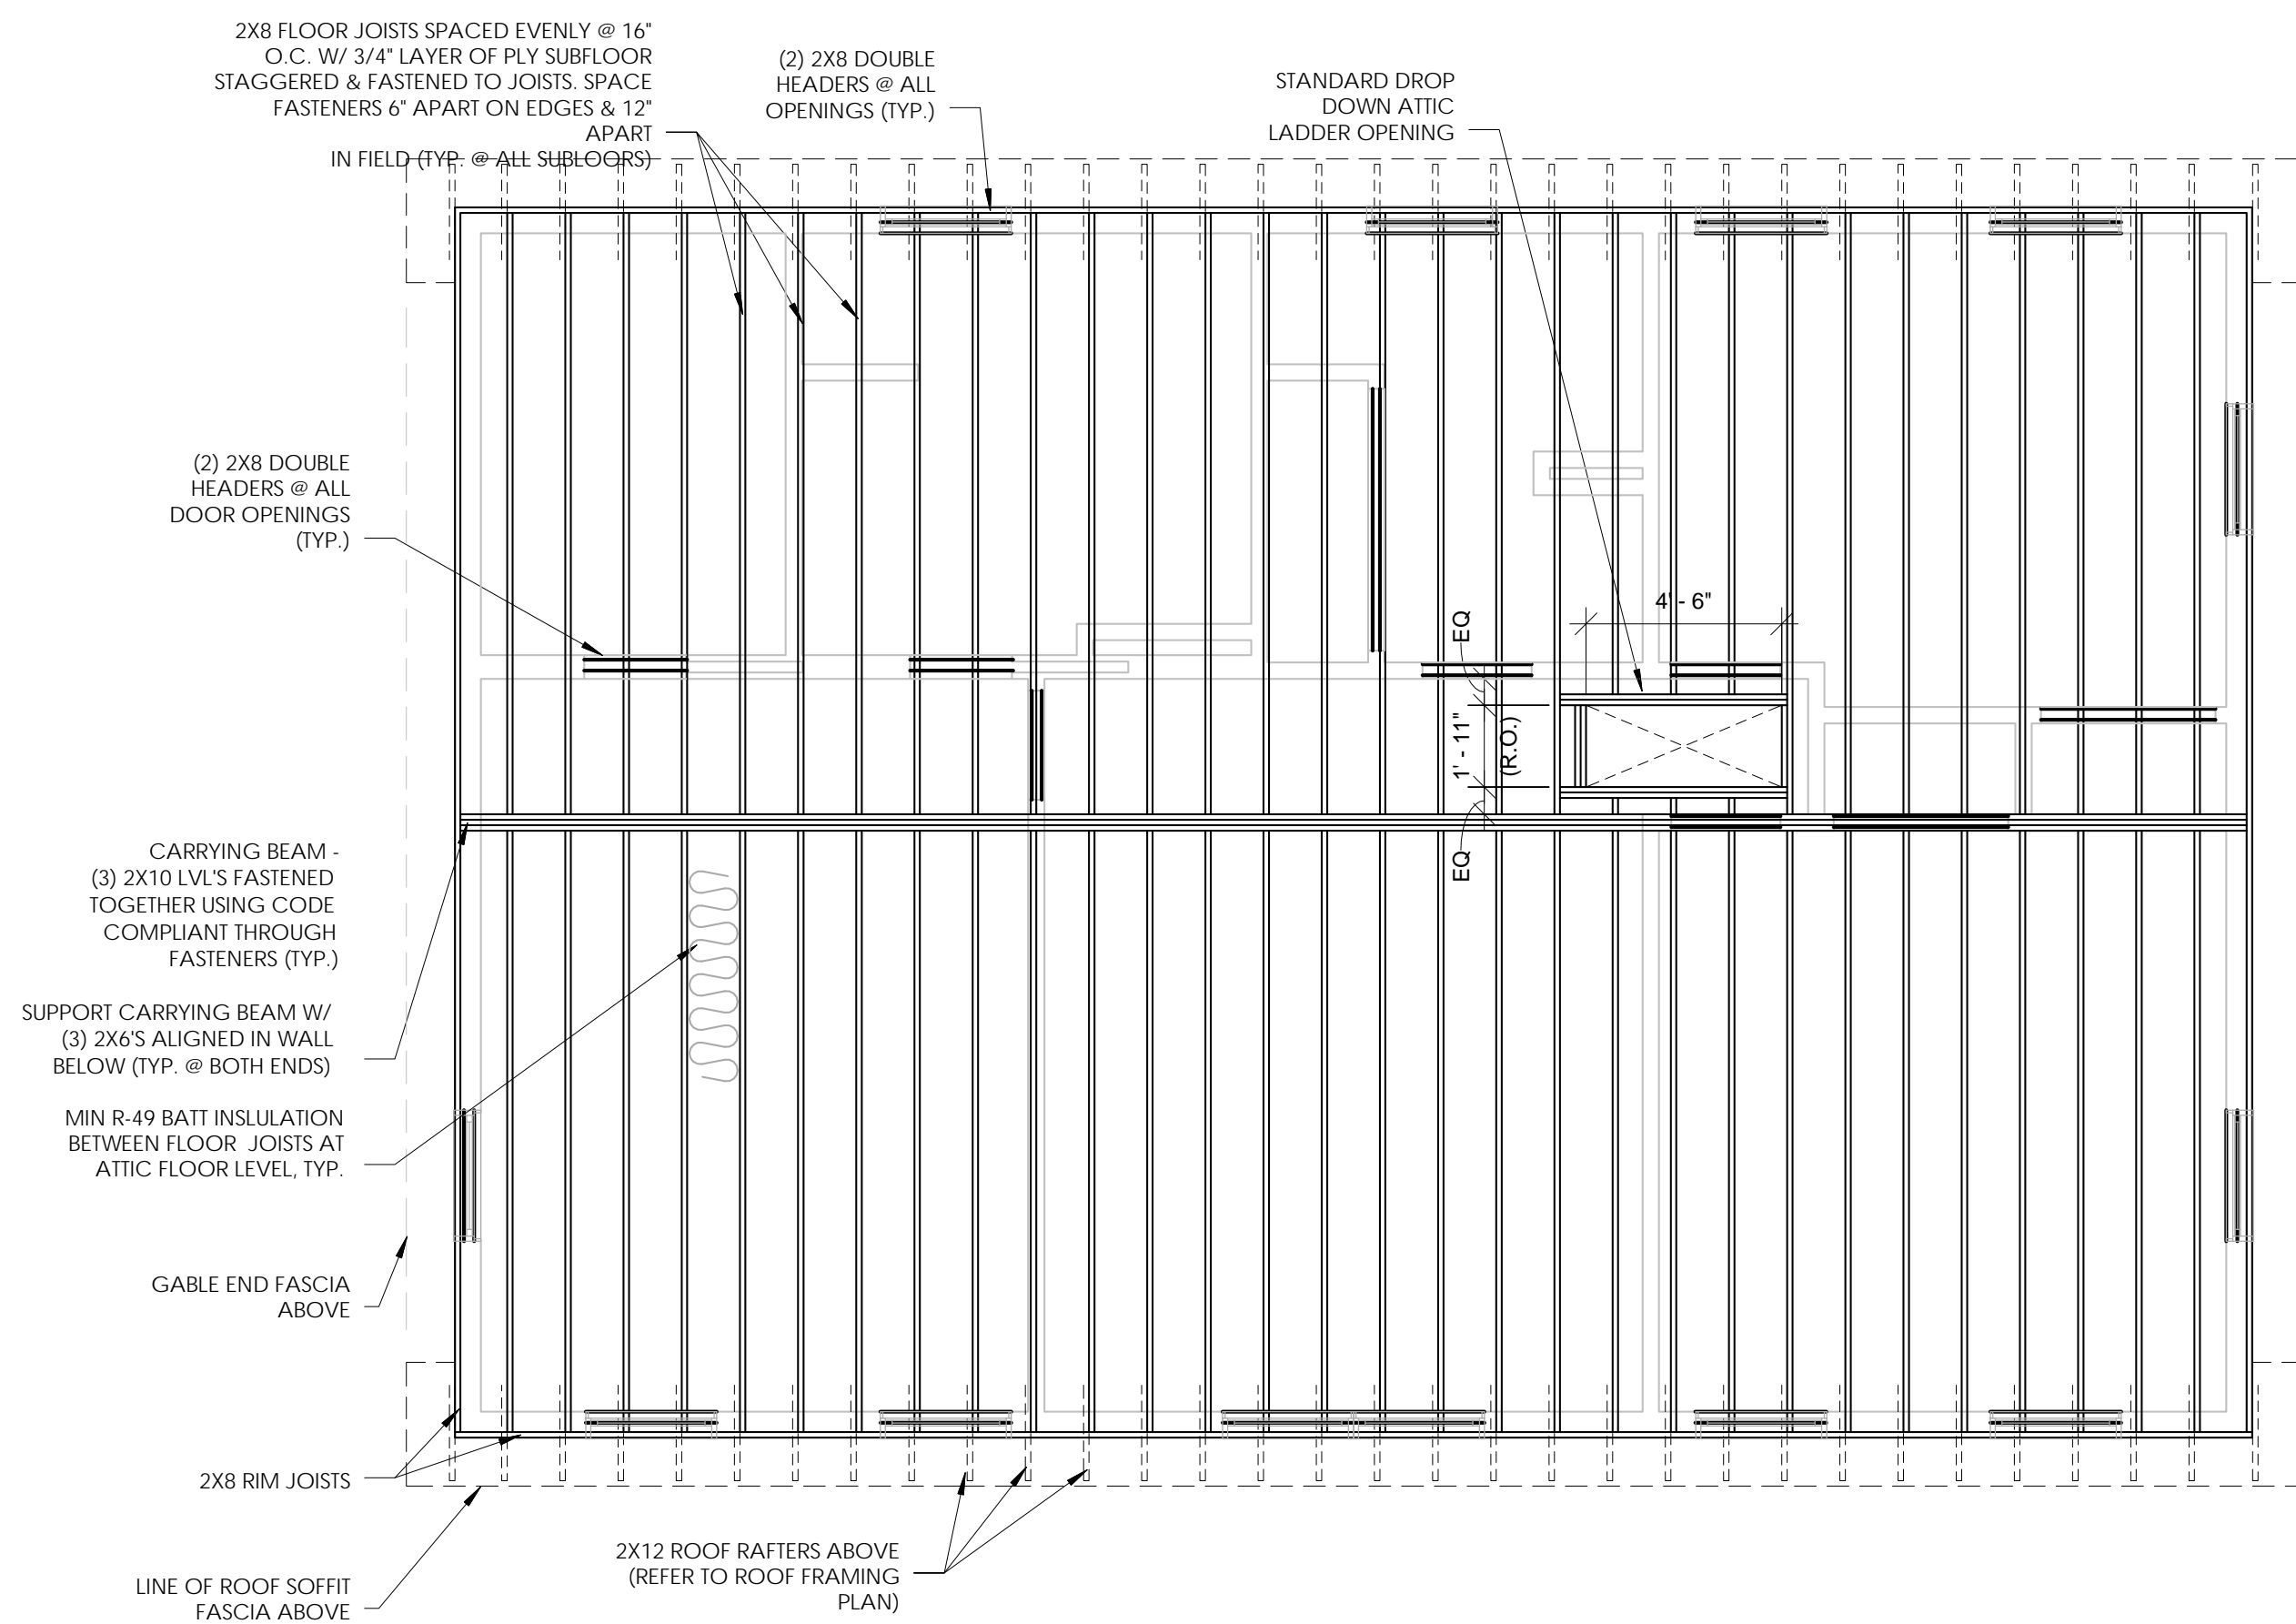 2X8 FLOOR JOISTS SPACED EVENLY @ 16"
O.C. W/ 3/4" LAYER OF PLY SUBFLOOR
STAGGERED & FASTENED TO JOISTS. SPACE
FASTENERS 6" APART ON EDGES & 12"
APART
IN FIELD (TYP. @ ALL SUBLOORS)
(2) 2X8 DOUBLE
HEADERS @ ALL
OPENINGS (TYP.)
STANDARD DROP
DOWN ATTIC
LADDER OPENING
(2) 2X8 DOUBLE
HEADERS @ ALL
DOOR OPENINGS
(TYP.)
4' - 6"
EQ
1' - 11"
(R.O.)
EQ
CARRYING BEAM -
(3) 2X10 LVL'S FASTENED
TOGETHER USING CODE
COMPLIANT THROUGH
FASTENERS (TYP.)
SUPPORT CARRYING BEAM W/
(3) 2X6'S ALIGNED IN WALL
BELOW (TYP. @ BOTH ENDS)
MIN R-49 BATT INSLULATION
BETWEEN FLOOR JOISTS AT
ATTIC FLOOR LEVEL, TYP.
GABLE END FASCIA
ABOVE
2X8 RIM JOISTS
LINE OF ROOF SOFFIT
FASCIA ABOVE
2X12 ROOF RAFTERS ABOVE
(REFER TO ROOF FRAMING
PLAN)